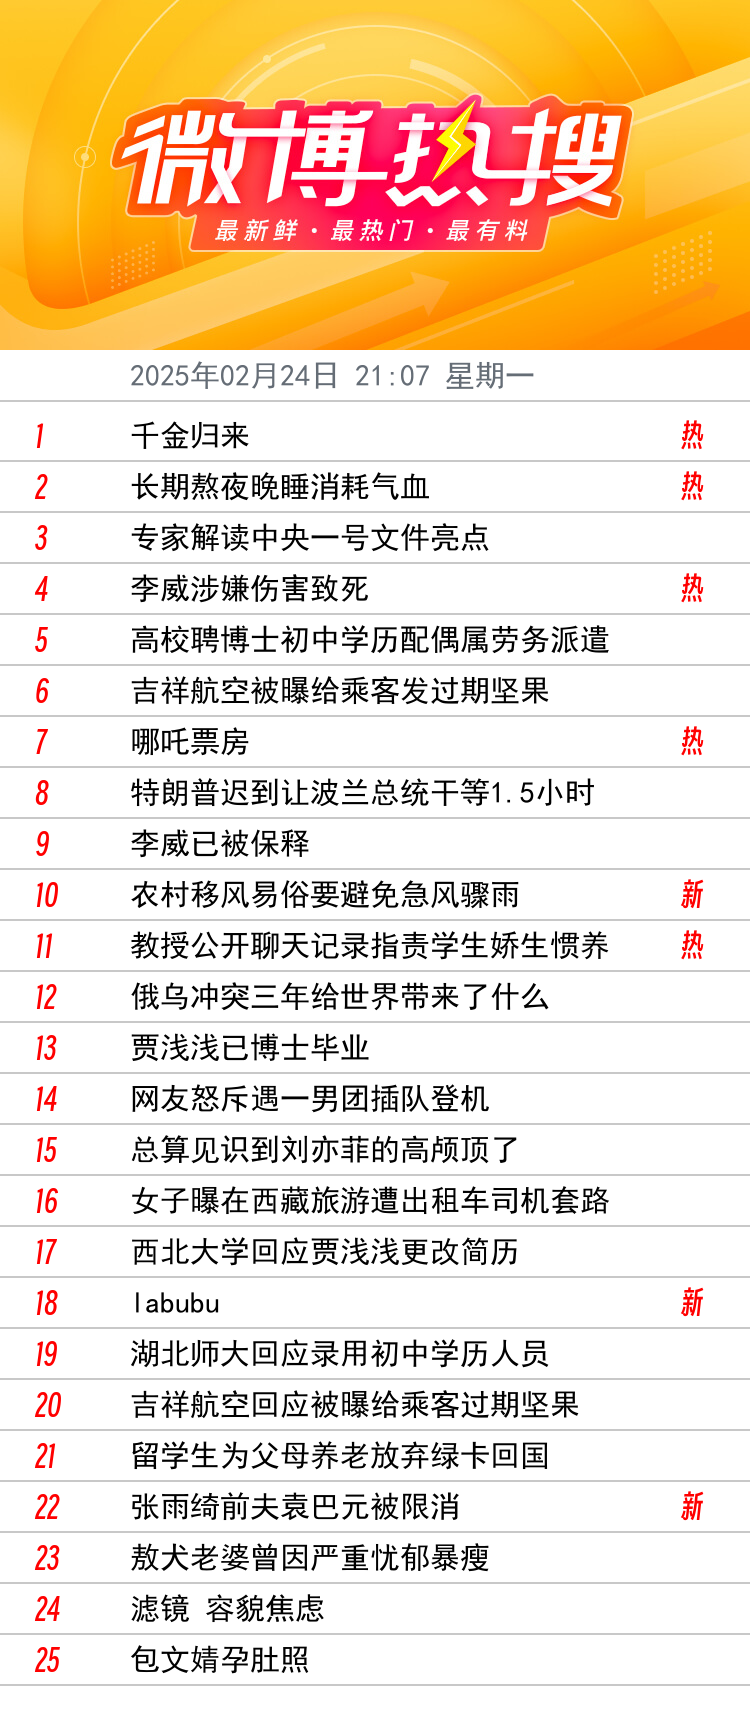 微博热搜
最新鲜·最热门·最有料
2025年02月24日 21:07 星期一
1 千金归来 热
2 长期熬夜晚睡消耗气血 热
3 专家解读中央一号文件亮点
4 李威涉嫌伤害致死 热
5 高校聘博士初中学历配偶属劳务派遣
6 吉祥航空被曝给乘客发过期坚果
7 哪吒票房 热
8 特朗普迟到让波兰总统干等1.5小时
9 李威已被保释
10 农村移风易俗要避免急风骤雨 新
11 教授公开聊天记录指责学生娇生惯养 热
12 俄乌冲突三年给世界带来了什么
13 贾浅浅已博士毕业
14 网友怒斥遇一男团插队登机
15 总算见识到刘亦菲的高颅顶了
16 女子曝在西藏旅游遭出租车司机套路
17 西北大学回应贾浅浅更改简历
18 labubu 新
19 湖北师大回应录用初中学历人员
20 吉祥航空回应被曝给乘客过期坚果
21 留学生为父母养老放弃绿卡回国
22 张雨绮前夫袁巴元被限消 新
23 敖犬老婆曾因严重忧郁暴瘦
24 滤镜 容貌焦虑
25 包文婧孕肚照